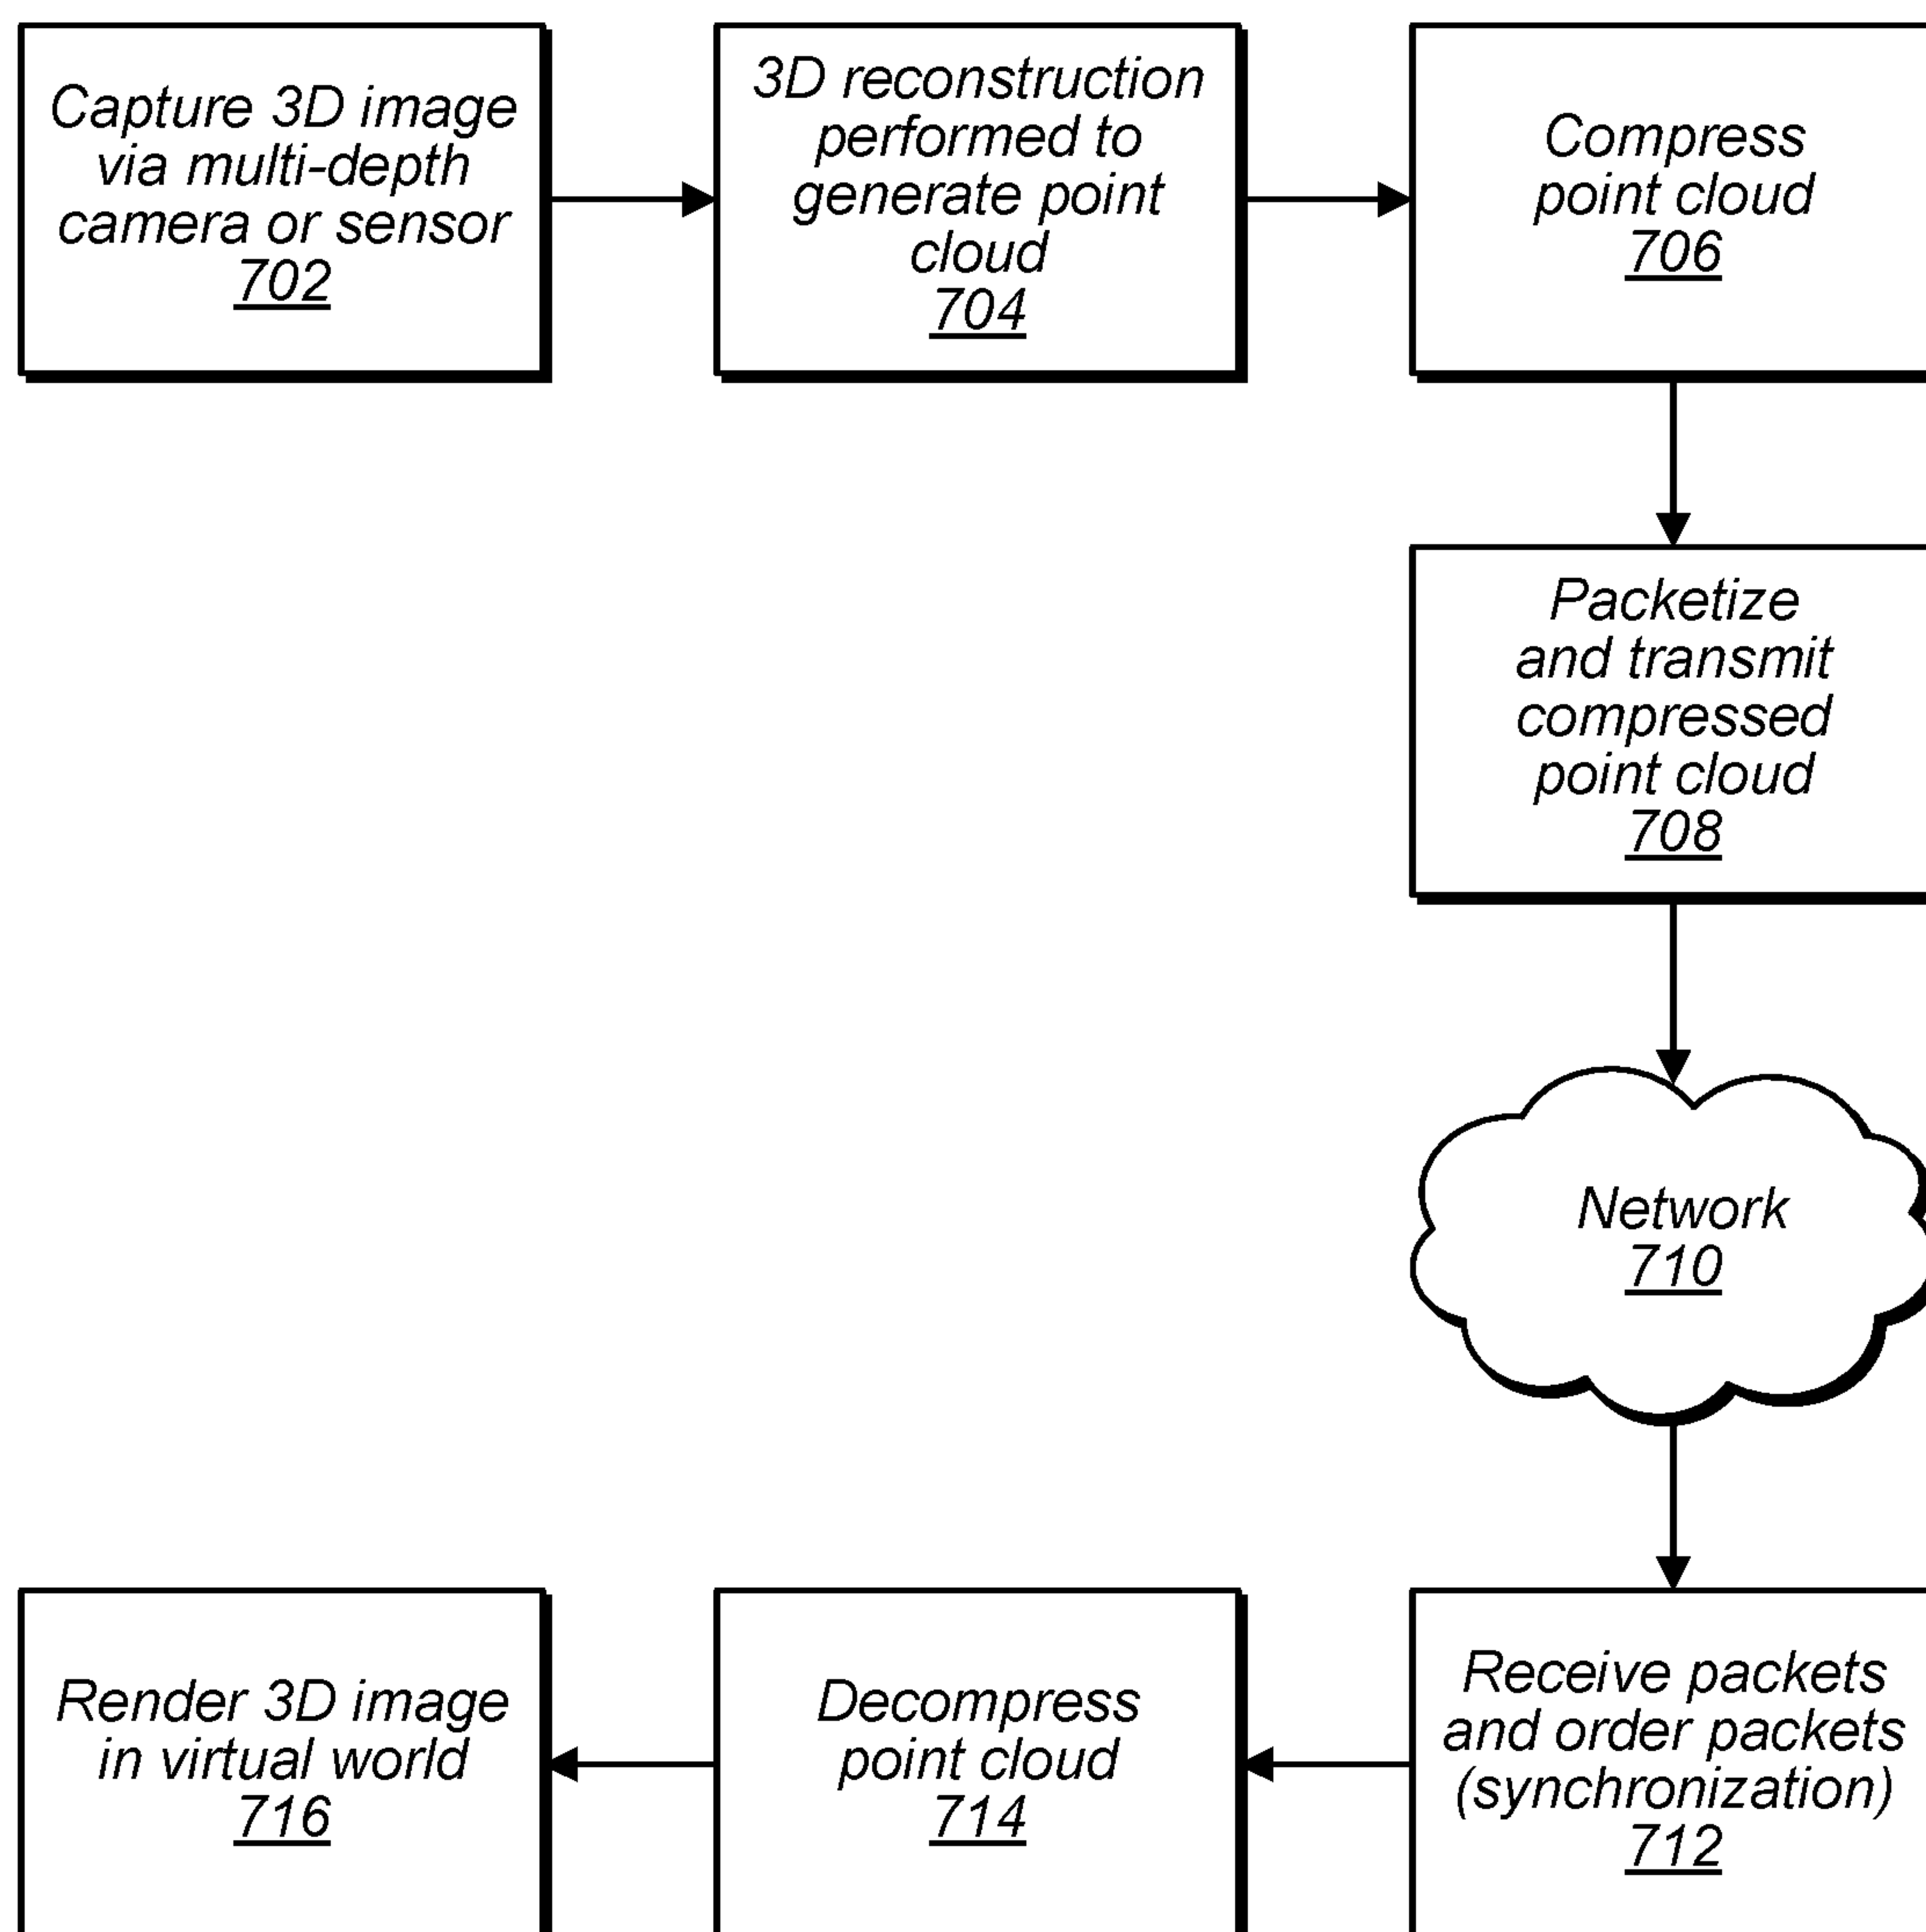 Capture 3D image
via multi-depth
camera or sensor
702
3D reconstruction
performed to
generate point
cloud
704
Compress
point cloud
706
Packetize
and transmit
compressed
point cloud
708
Network
710
Receive packets
and order packets
(synchronization)
712
Decompress
point cloud
714
Render 3D image
in virtual world
716